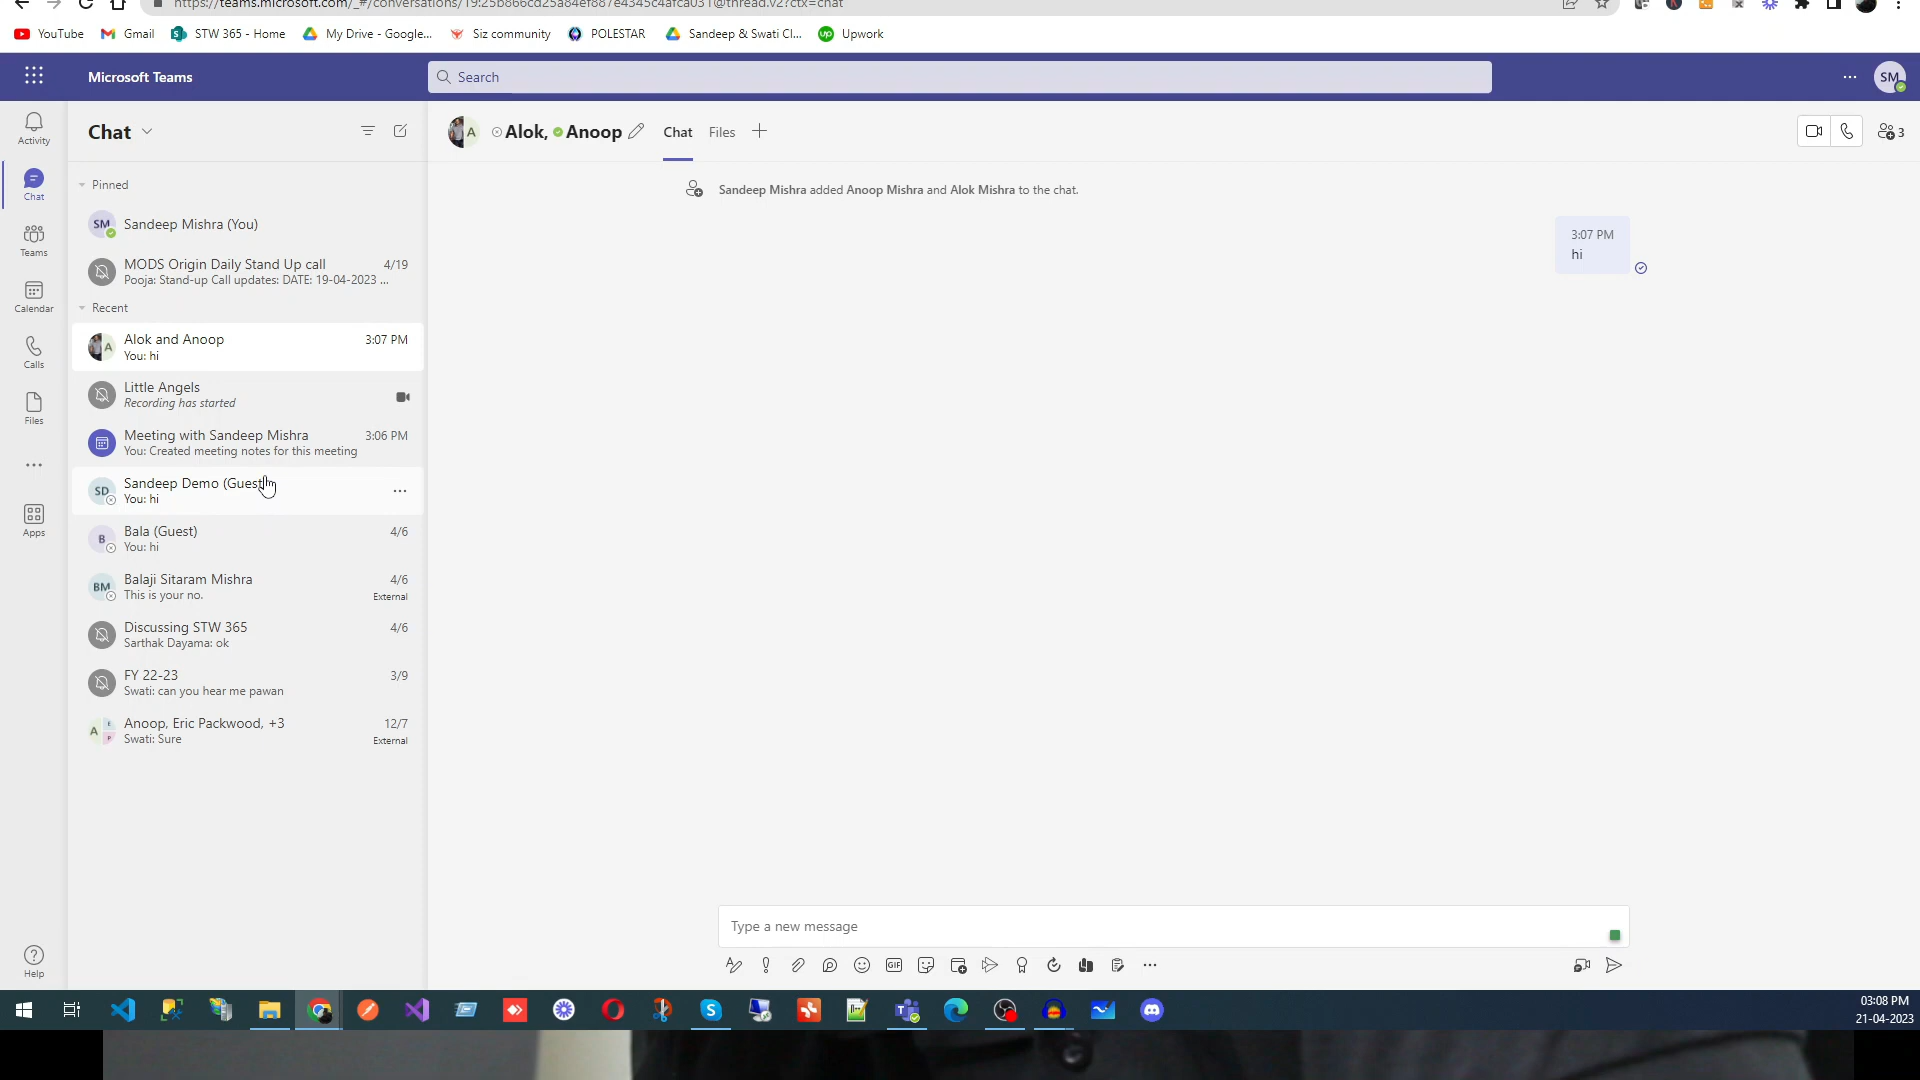 https://teams.microsoft.com/_#/conversations/19:25b866cd25a84ef887e4345c4afca031@thread.v2?ctx=chat
YouTube
Gmail
STW 365 - Home
My Drive - Google...
Siz community
POLESTAR
Sandeep & Swati Cl...
Upwork
Microsoft Teams
Search
SM
Activity
Chat
Teams
Calendar
Calls
Files
Apps
Help
Chat
Pinned
SM
Sandeep Mishra (You)
MODS Origin Daily Stand Up call 4/19
Pooja: Stand-up Call updates: DATE: 19-04-2023 ...
Recent
A
Alok and Anoop 3:07 PM
You: hi
Little Angels
Recording has started
Meeting with Sandeep Mishra 3:06 PM
You: Created meeting notes for this meeting
SD
Sandeep Demo (Guest)
You: hi
B
Bala (Guest) 4/6
You: hi
BM
Balaji Sitaram Mishra 4/6
This is your no. External
Discussing STW 365 4/6
Sarthak Dayama: ok
FY 22-23 3/9
Swati: can you hear me pawan
A
E
P
Anoop, Eric Packwood, +3 12/7
Swati: Sure External
A
Alok, Anoop
Chat
Files
3
Sandeep Mishra added Anoop Mishra and Alok Mishra to the chat.
3:07 PM
hi
Type a new message
GIF
03:08 PM
21-04-2023